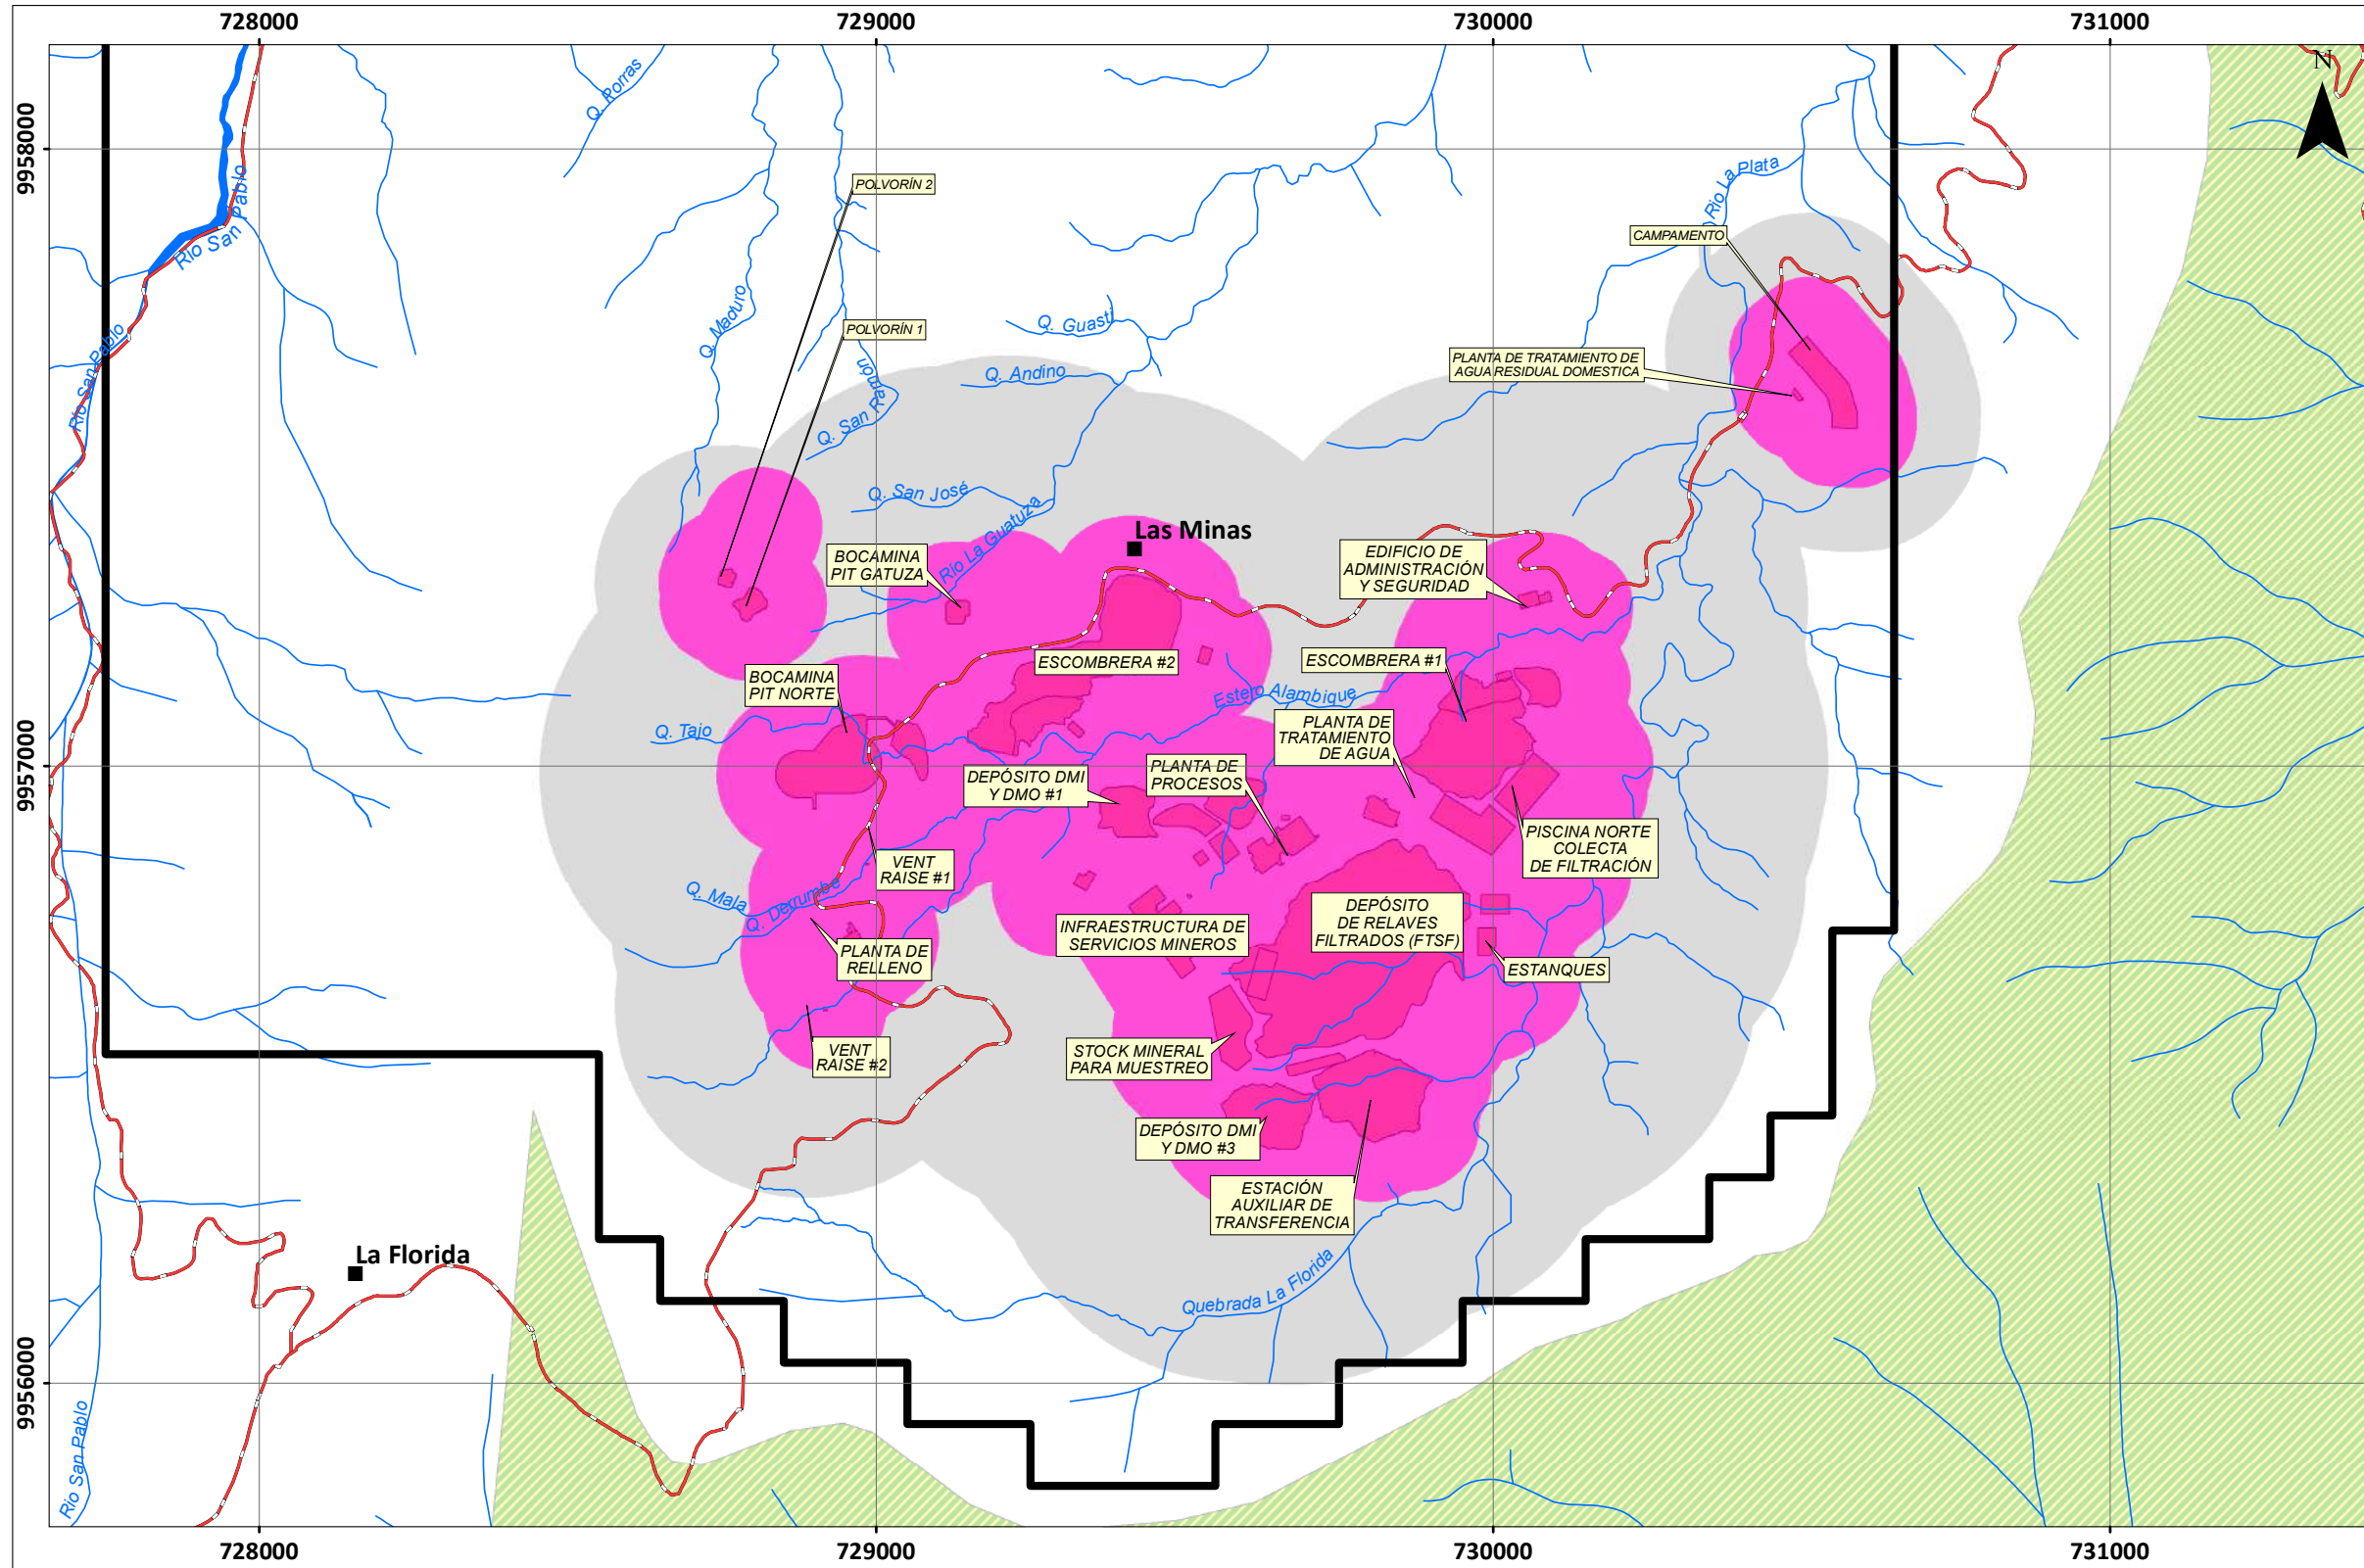 728000
729000
730000
731000
9958000
9957000
9956000
N
Q. Porras
Rio San Pablo
Rio San Pablo
Rio La Plata
POLVORÍN 2
CAMPAMENTO
Q. Maduro
POLVORÍN 1
Q. Guasti
PLANTA DE TRATAMIENTO DE
AGUA RESIDUAL DOMESTICA
Q. Andino
Q. San Ramón
Q. San José
Rio La Guatuza
Las Minas
BOCAMINA
PIT GATUZA
EDIFICIO DE
ADMINISTRACIÓN
Y SEGURIDAD
ESCOMBRERA #2
ESCOMBRERA #1
BOCAMINA
PIT NORTE
Estero Alambique
Q. Tajo
PLANTA DE
TRATAMIENTO
DE AGUA
PLANTA DE
PROCESOS
DEPÓSITO DMI
Y DMO #1
PISCINA NORTE
COLECTA
DE FILTRACIÓN
VENT
RAISE #1
Q. Mala
Q. Derrumbe
DEPÓSITO
DE RELAVES
FILTRADOS (FTSF)
INFRAESTRUCTURA DE
SERVICIOS MINEROS
PLANTA DE
RELLENO
ESTANQUES
VENT
RAISE #2
STOCK MINERAL
PARA MUESTREO
DEPÓSITO DMI
Y DMO #3
ESTACIÓN
AUXILIAR DE
TRANSFERENCIA
La Florida
Quebrada La Florida
Rio San Pablo
728000
729000
730000
731000